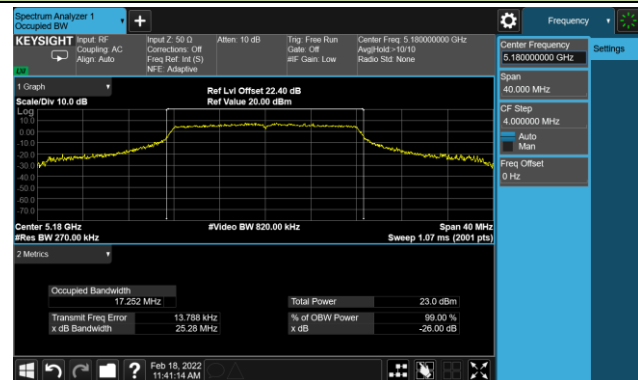 Spectrum Analyzer 1
Occupied BW
Frequency
KEYSIGHT
Input: RF
Coupling: AC
Align: Auto
Input Z: 50 Ω
Corrections: Off
Freq Ref: Int (S)
NFE: Adaptive
Atten: 10 dB
Trig: Free Run
Gate: Off
#IF Gain: Low
Center Freq: 5.180000000 GHz
Avg|Hold:>10/10
Radio Std: None
LXI
Center Frequency
5.180000000 GHz
Settings
Span
40.000 MHz
CF Step
4.000000 MHz
Auto
Man
Freq Offset
0 Hz
1 Graph
Scale/Div 10.0 dB
Ref Lvl Offset 22.40 dB
Ref Value 20.00 dBm
Log
10.0
0.00
-10.0
-20.0
-30.0
-40.0
-50.0
-60.0
-70.0
Center 5.18 GHz
#Res BW 270.00 kHz
#Video BW 820.00 kHz
Span 40 MHz
Sweep 1.07 ms (2001 pts)
2 Metrics
Occupied Bandwidth
17.252 MHz
Total Power 23.0 dBm
Transmit Freq Error 13.788 kHz
% of OBW Power 99.00 %
x dB Bandwidth 25.28 MHz
x dB -26.00 dB
?
Feb 18, 2022
11:41:14 AM